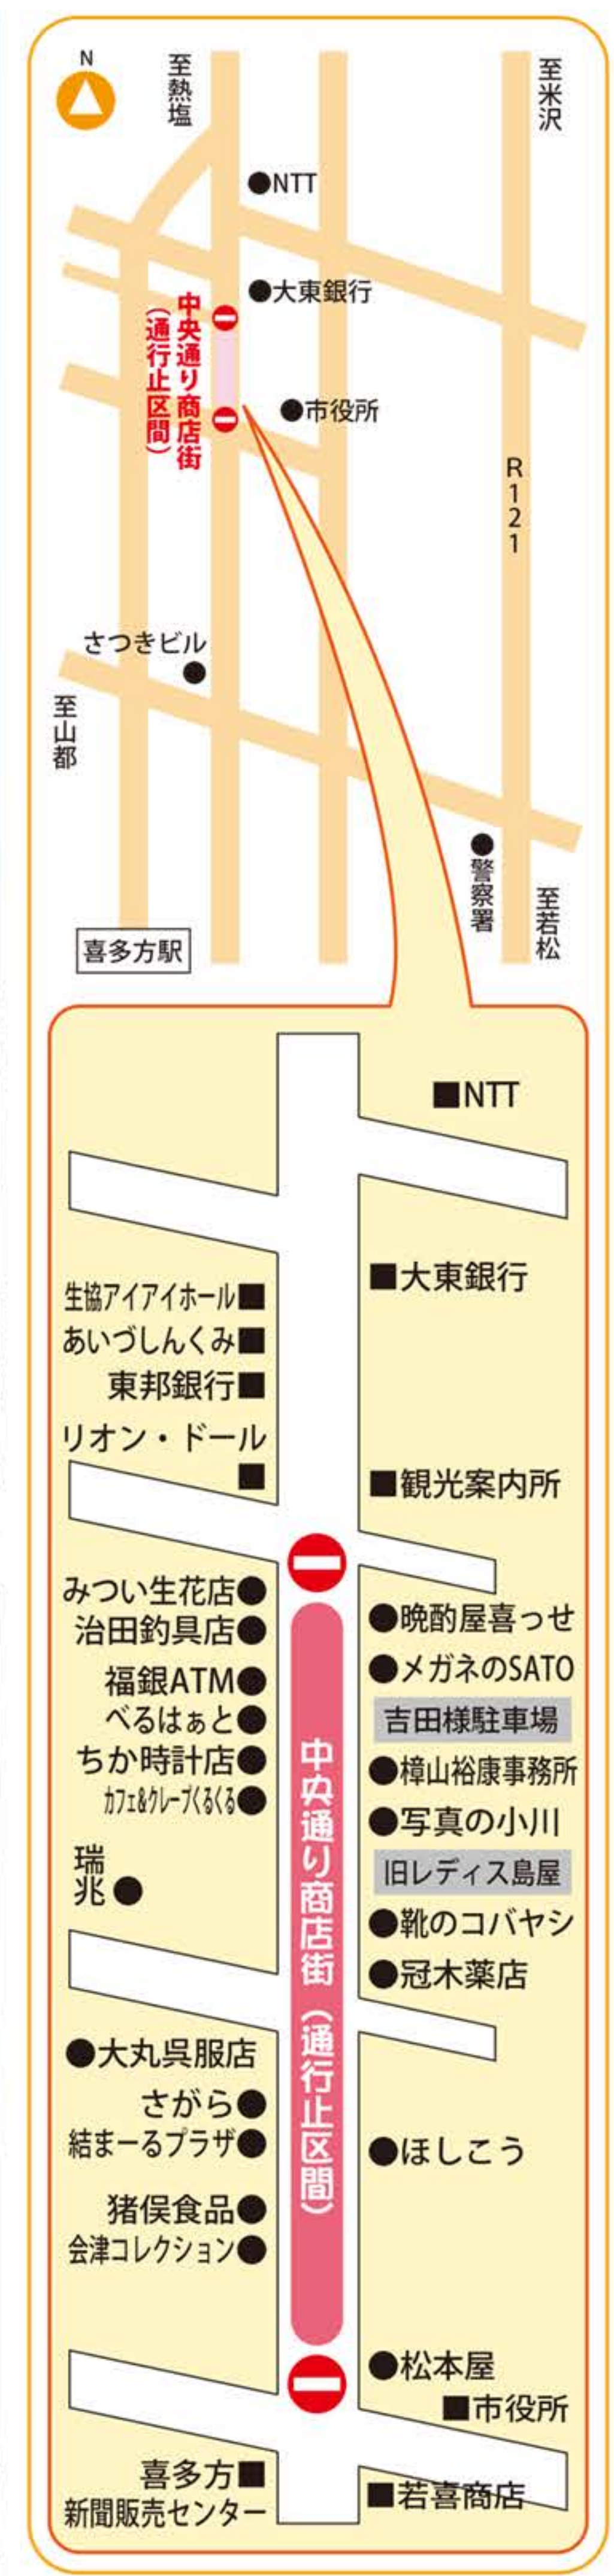 N
至熱塩
至米沢
●NTT
●大東銀行
中央通り商店街
(通行止区間)
●市役所
R121
さつきビル
●
至山都
●警察署
至若松
喜多方駅
■NTT
■大東銀行
生協アイアイホール■
あいづしんくみ■
東邦銀行■
リオン・ドール
■
■観光案内所
みつい生花店●
治田釣具店●
福銀ATM●
べるはぁと●
ちか時計店●
カフェ&クレープくるくる●
瑞兆●
●晩酌屋喜っせ
●メガネのSATO
吉田様駐車場
●樟山裕康事務所
●写真の小川
旧レディス島屋
●靴のコバヤシ
●冠木薬店
中央通り商店街(通行止区間)
●大丸呉服店
さがら●
結まーるプラザ●
猪俣食品●
会津コレクション●
●ほしこう
●松本屋
■市役所
喜多方■
新聞販売センター
■若喜商店